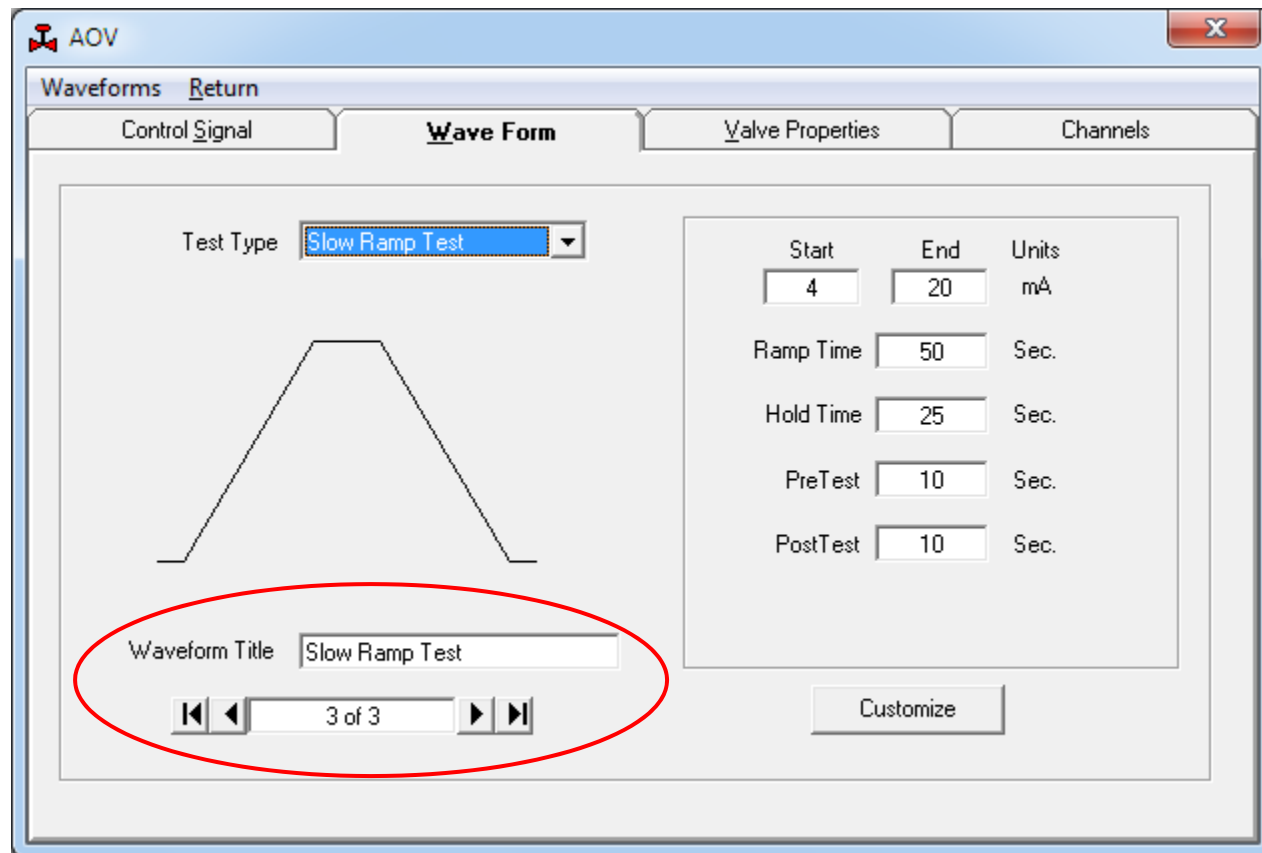 AOV
Waveforms Return
Control Signal Wave Form Valve Properties Channels
Test Type Slow Ramp Test
Start End Units
4 20 mA
Ramp Time 50 Sec.
Hold Time 25 Sec.
PreTest 10 Sec.
PostTest 10 Sec.
Waveform Title Slow Ramp Test
3 of 3
Customize